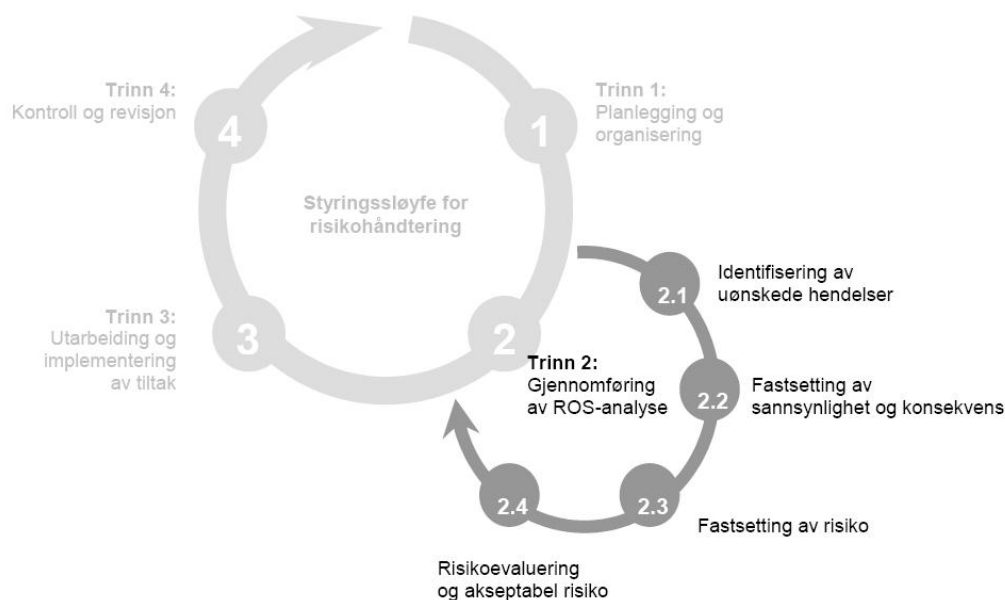 Trinn 4:
Kontroll og revisjon
4
Trinn 1:
Planlegging og
organisering
1
Styringssløyfe for
risikohåndtering
Trinn 3:
Utarbeiding og
implementering
av tiltak
3
2
Trinn 2:
Gjennomføring
av ROS-analyse
2.1
Identifisering av
uønskede hendelser
2.2
Fastsetting av
sannsynlighet og konsekvens
2.3
Fastsetting av risiko
2.4
Risikoevaluering
og akseptabel risiko